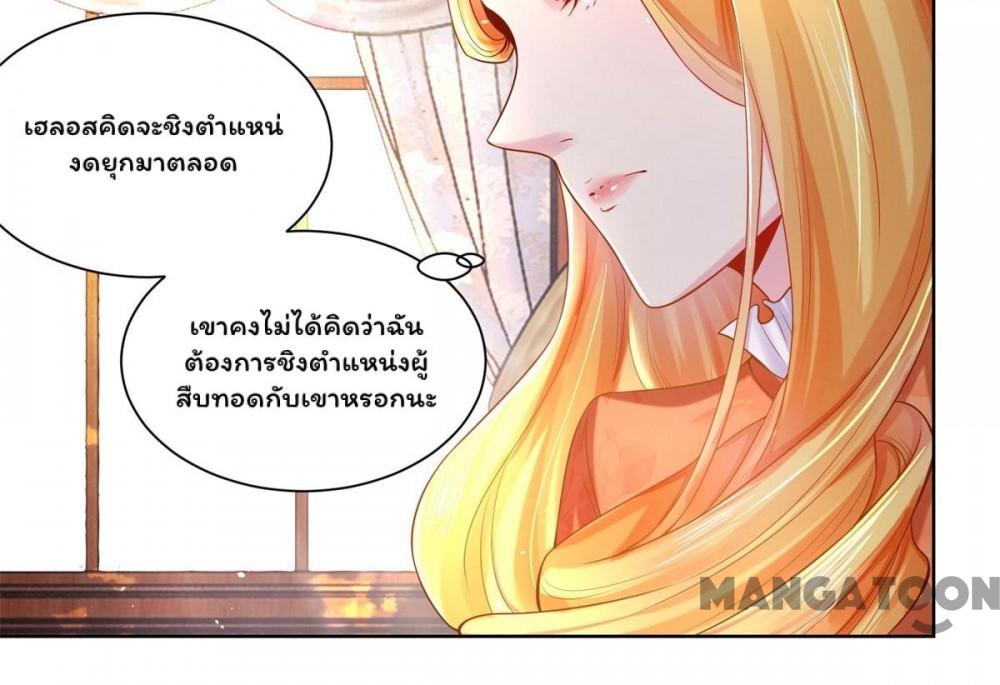 เฮลอสคิดจะชิงตำแหน่
งดยุกมาตลอด
เขาคงไม่ได้คิดว่าฉัน
ต้องการชิงตำแหน่งผู้
สืบทอดกับเขาหรอกนะ
MANGATOON